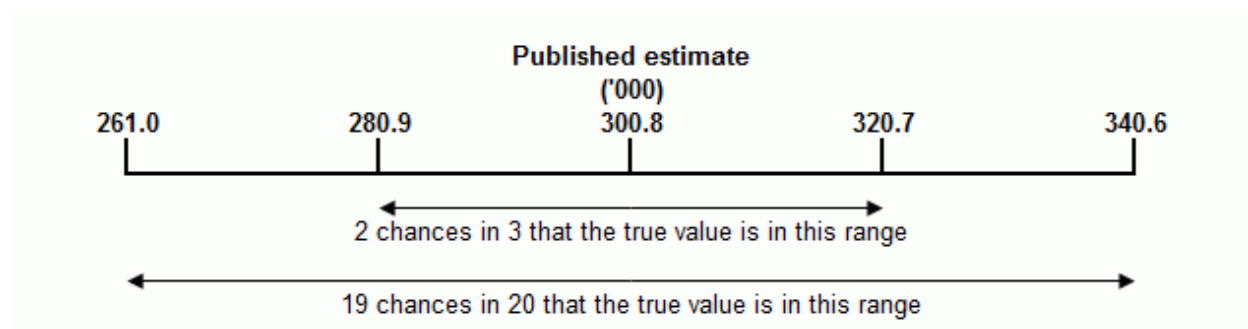 Published estimate
('000)
261.0 280.9 300.8 320.7 340.6
2 chances in 3 that the true value is in this range
19 chances in 20 that the true value is in this range